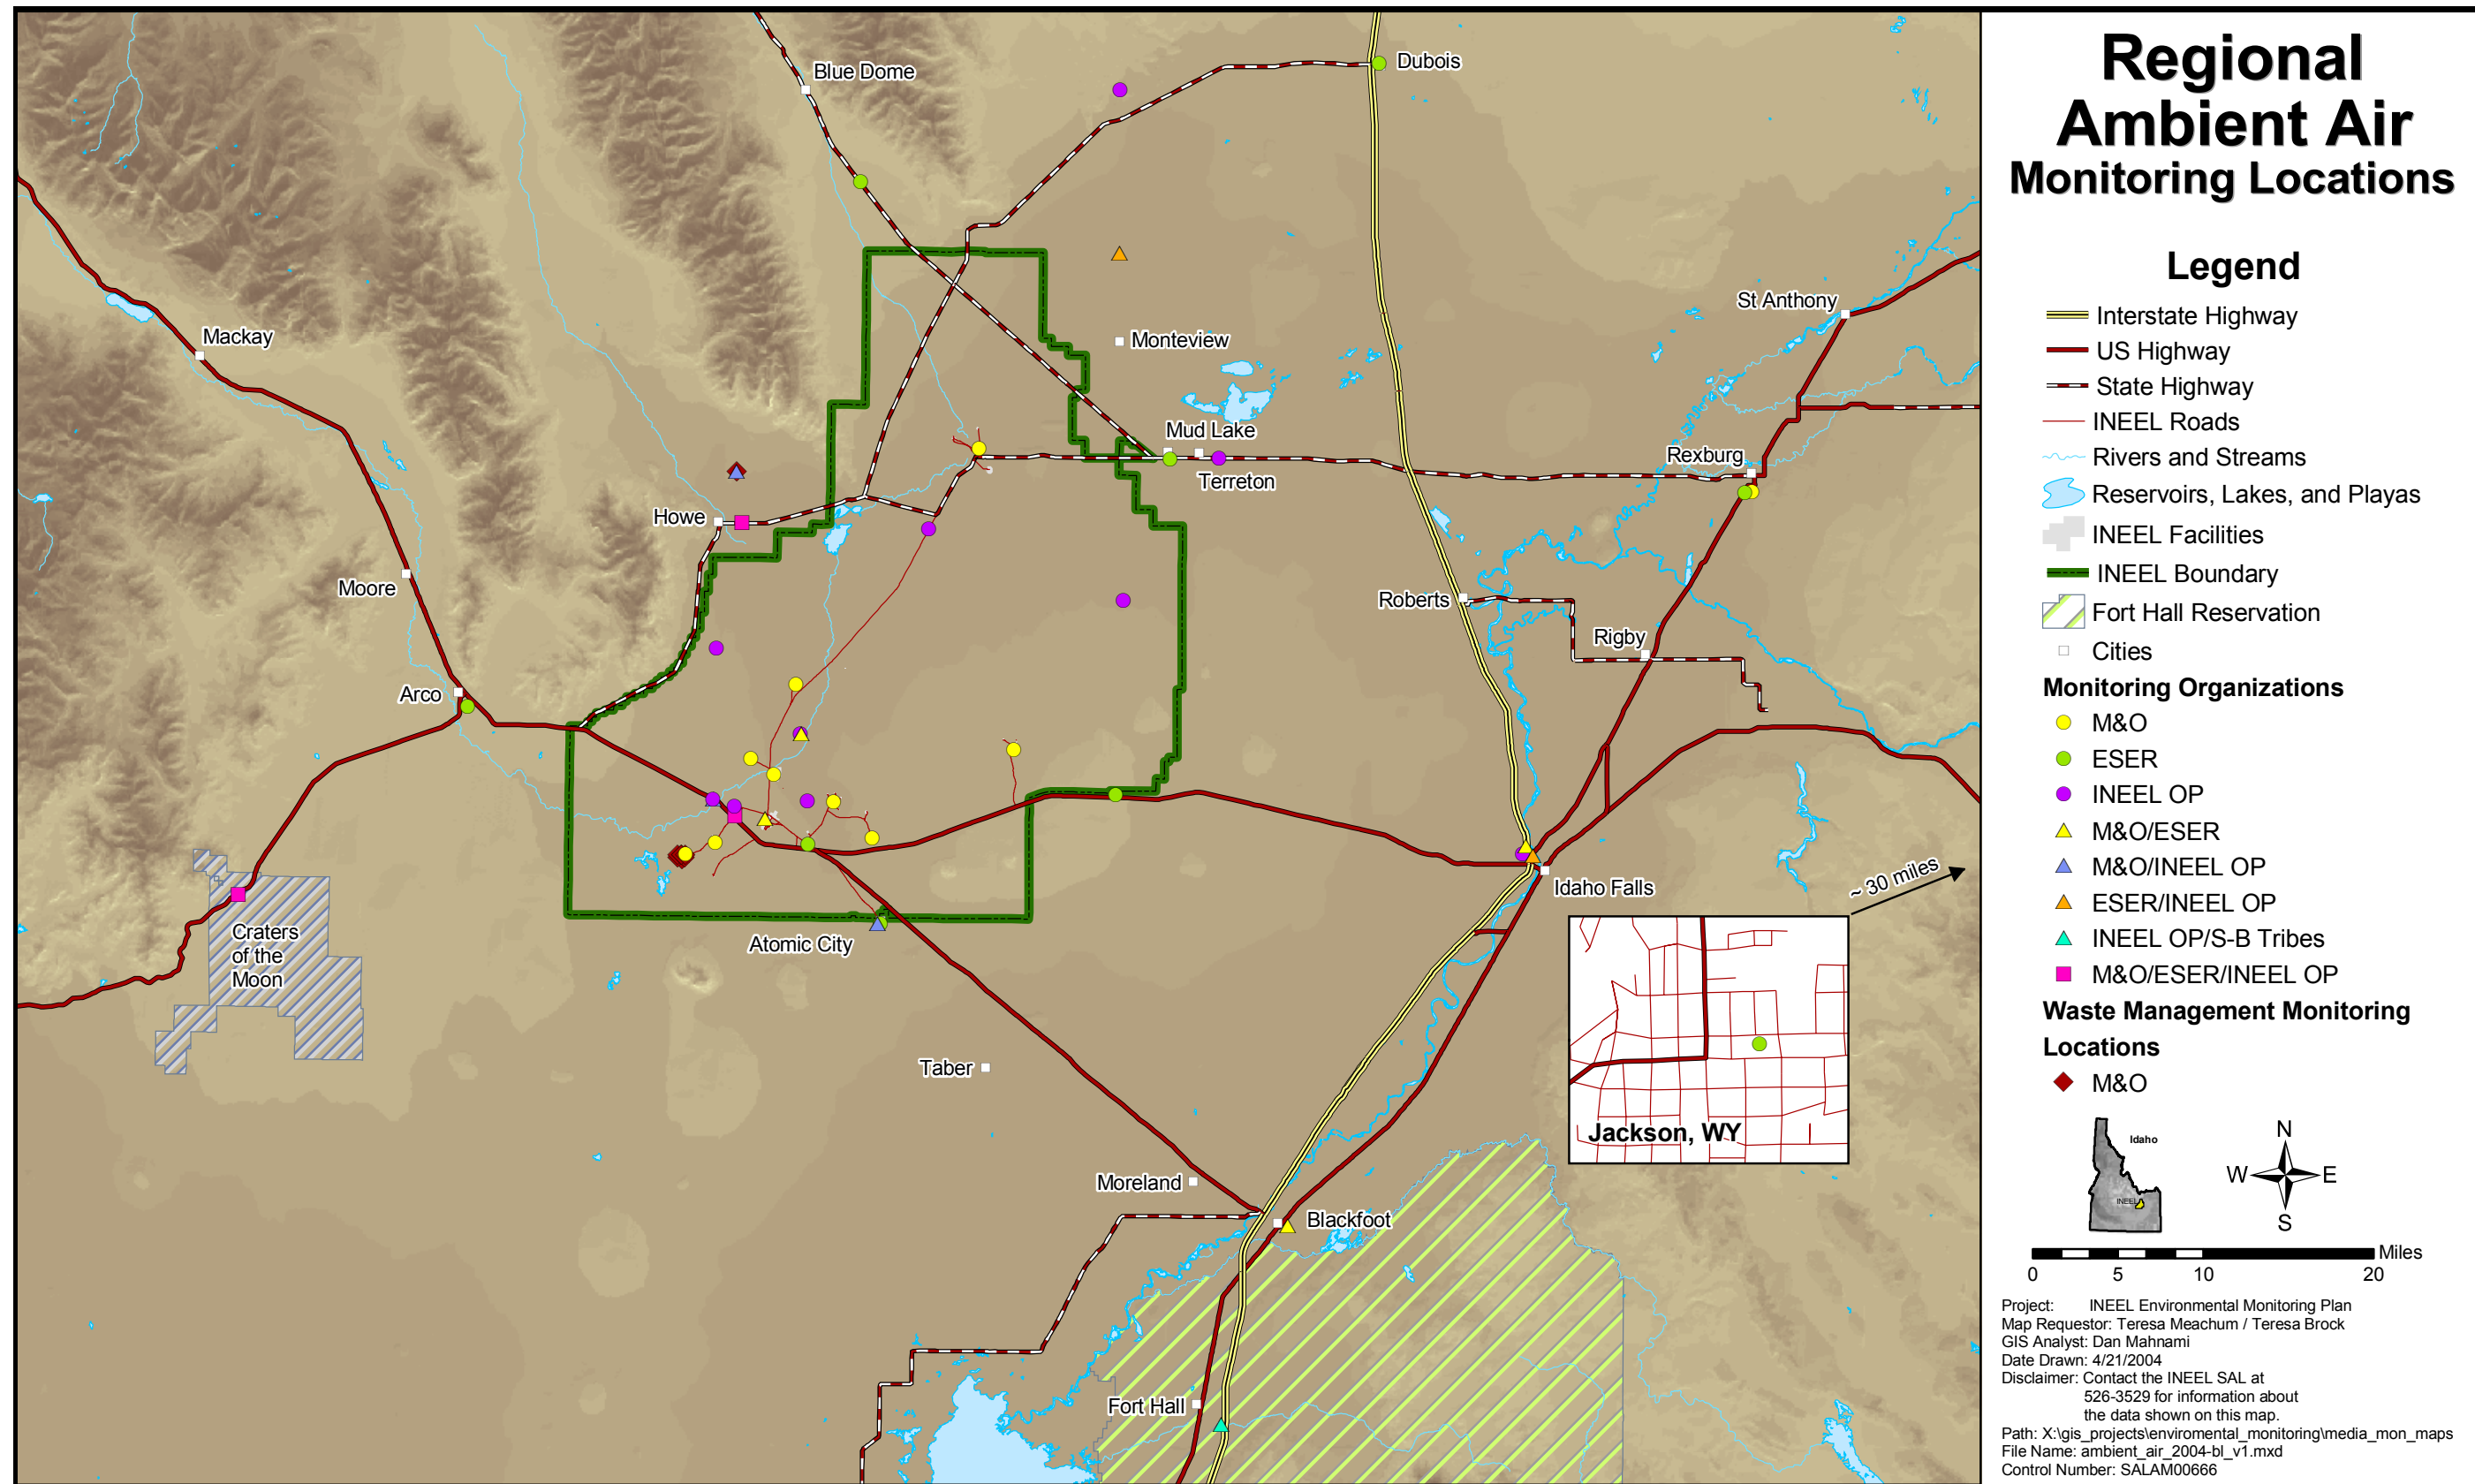 Regional
Ambient Air
Monitoring Locations
Legend
Interstate Highway
US Highway
State Highway
INEEL Roads
Rivers and Streams
Reservoirs, Lakes, and Playas
INEEL Facilities
INEEL Boundary
Fort Hall Reservation
Cities
Monitoring Organizations
M&O
ESER
INEEL OP
M&O/ESER
M&O/INEEL OP
ESER/INEEL OP
INEEL OP/S-B Tribes
M&O/ESER/INEEL OP
Waste Management Monitoring
Locations
M&O
Idaho
INEEL
N
W
E
S
Miles
0
5
10
20
Project: INEEL Environmental Monitoring Plan
Map Requestor: Teresa Meachum / Teresa Brock
GIS Analyst: Dan Mahnami
Date Drawn: 4/21/2004
Disclaimer: Contact the INEEL SAL at
526-3529 for information about
the data shown on this map.
Path: X:\gis_projects\enviromental_monitoring\media_mon_maps
File Name: ambient_air_2004-bl_v1.mxd
Control Number: SALAM00666
Blue Dome
Dubois
St Anthony
Mackay
Monteview
Mud Lake
Terreton
Rexburg
Howe
Moore
Roberts
Rigby
Arco
Idaho Falls
~ 30 miles
Craters
of the
Moon
Atomic City
Taber
Jackson, WY
Moreland
Blackfoot
Fort Hall